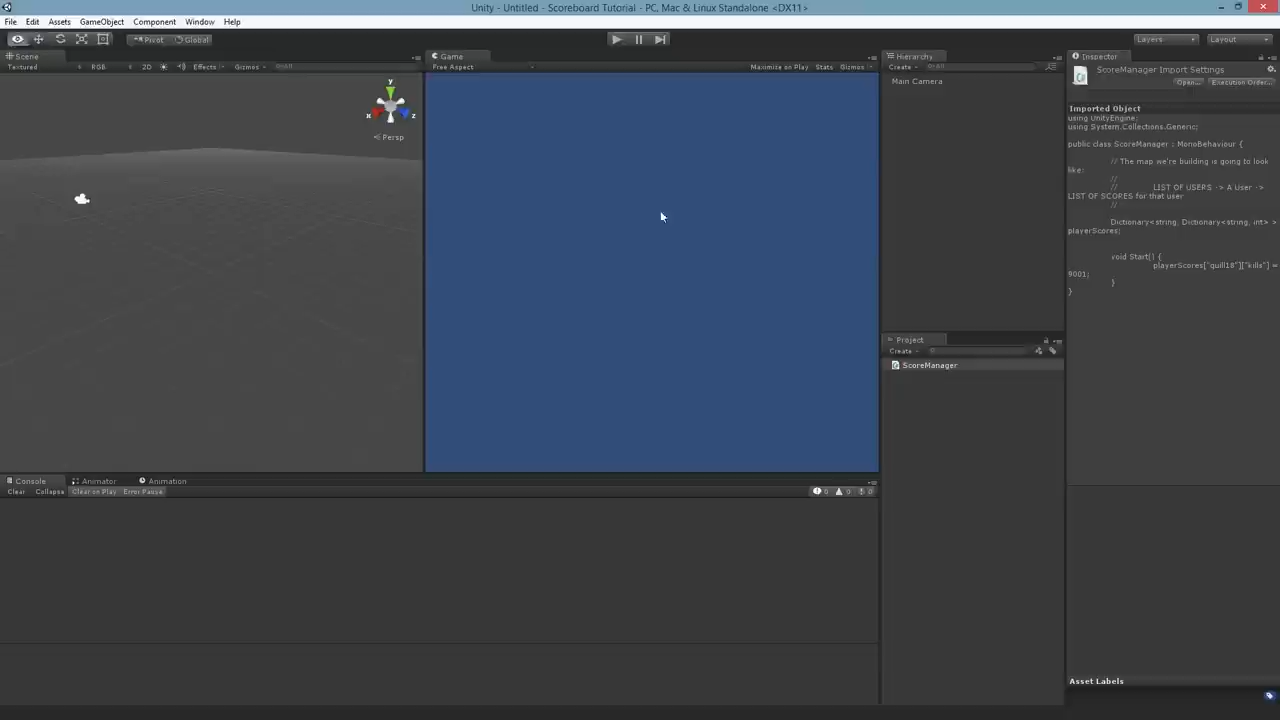 Unity - Untitled - Scoreboard Tutorial - PC, Mac & Linux Standalone <DX11>
File Edit Assets GameObject Component Window Help
Pivot Global Layers Layout
Scene
Textured RGB 2D Effects Gizmos All
y
x z
Persp
Game
Free Aspect Maximize on Play Stats Gizmos
Hierarchy
Create All
Main Camera
Project
Create
ScoreManager
Inspector
ScoreManager Import Settings
Open... Execution Order...
Imported Object
using UnityEngine;
using System.Collections.Generic;
public class ScoreManager : MonoBehaviour {
// The map we're building is going to look
like:
//
// LIST OF USERS -> A User ->
LIST OF SCORES for that user
//
Dictionary<string, Dictionary<string, int> >
playerScores;
void Start() {
playerScores["quill18"]["kills"] =
9001;
}
}
Asset Labels
Console Animator Animation
Clear Collapse Clear on Play Error Pause 0 0 0